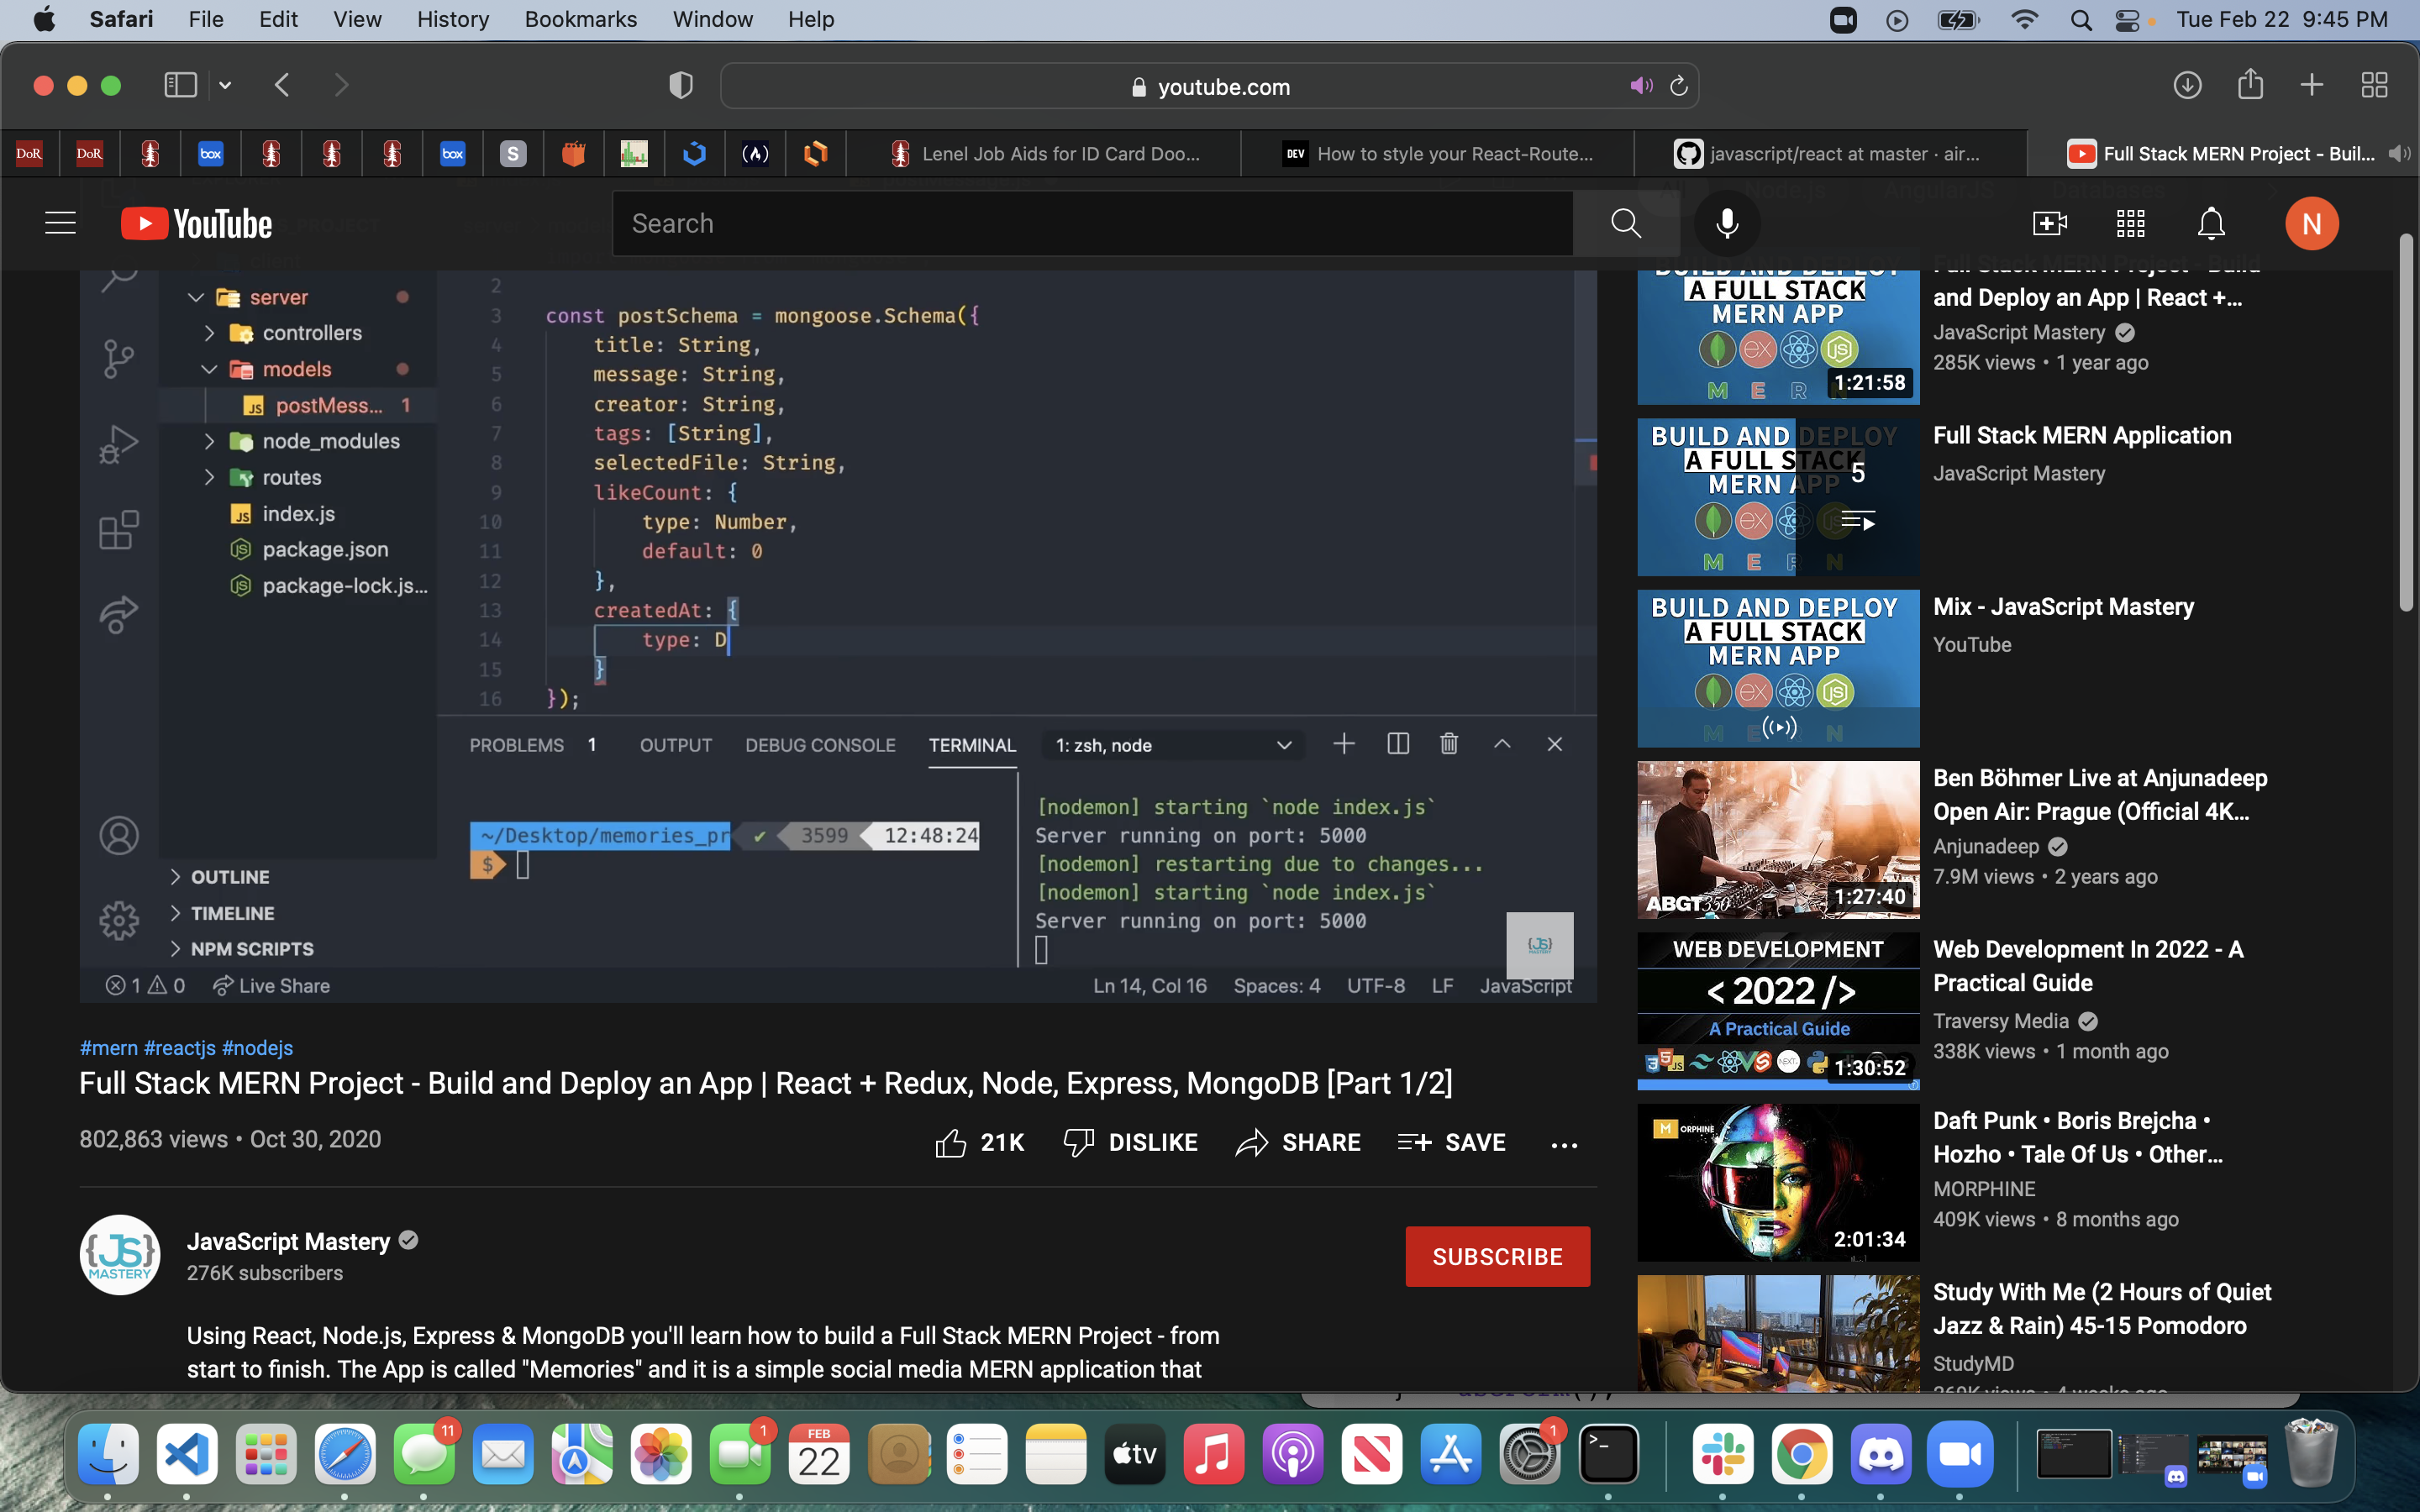 Safari File Edit View History Bookmarks Window Help
Tue Feb 22 9:45 PM
youtube.com
DoR
DoR
box
box
S
(A)
Lenel Job Aids for ID Card Doo...
DEV How to style your React-Route...
javascript/react at master · air...
Full Stack MERN Project - Buil...
YouTube
Search
N
server
controllers
models
JS postMess... 1
node_modules
routes
JS index.js
package.json
package-lock.js...
OUTLINE
TIMELINE
NPM SCRIPTS
2
3 const postSchema = mongoose.Schema({
4 title: String,
5 message: String,
6 creator: String,
7 tags: [String],
8 selectedFile: String,
9 likeCount: {
10 type: Number,
11 default: 0
12 },
13 createdAt: {
14 type: D
15 }
16 });
PROBLEMS 1 OUTPUT DEBUG CONSOLE TERMINAL 1: zsh, node
~/Desktop/memories_pr ✔ 3599 12:48:24
$
[nodemon] starting `node index.js`
Server running on port: 5000
[nodemon] restarting due to changes...
[nodemon] starting `node index.js`
Server running on port: 5000
{JS}
1 0 Live Share
Ln 14, Col 16 Spaces: 4 UTF-8 LF JavaScript
#mern #reactjs #nodejs
Full Stack MERN Project - Build and Deploy an App | React + Redux, Node, Express, MongoDB [Part 1/2]
802,863 views • Oct 30, 2020
21K DISLIKE SHARE SAVE ...
{JS}
MASTERY
JavaScript Mastery
276K subscribers
SUBSCRIBE
Using React, Node.js, Express & MongoDB you'll learn how to build a Full Stack MERN Project - from
start to finish. The App is called "Memories" and it is a simple social media MERN application that
BUILD AND DEPLOY
A FULL STACK
MERN APP
EX JS
M E R N
1:21:58
Full Stack MERN Project - Build
and Deploy an App | React +...
JavaScript Mastery
285K views • 1 year ago
BUILD AND DEPLOY
A FULL STACK
MERN APP
5
EX JS
M E R N
Full Stack MERN Application
JavaScript Mastery
BUILD AND DEPLOY
A FULL STACK
MERN APP
EX JS
M E R N
Mix - JavaScript Mastery
YouTube
ABGT350
1:27:40
Ben Böhmer Live at Anjunadeep
Open Air: Prague (Official 4K...
Anjunadeep
7.9M views • 2 years ago
WEB DEVELOPMENT
< 2022 />
A Practical Guide
1:30:52
Web Development In 2022 - A
Practical Guide
Traversy Media
338K views • 1 month ago
M ORPHINE
2:01:34
Daft Punk • Boris Brejcha •
Hozho • Tale Of Us • Other...
MORPHINE
409K views • 8 months ago
Study With Me (2 Hours of Quiet
Jazz & Rain) 45-15 Pomodoro
StudyMD
11
1
FEB
22
tv
1
>_